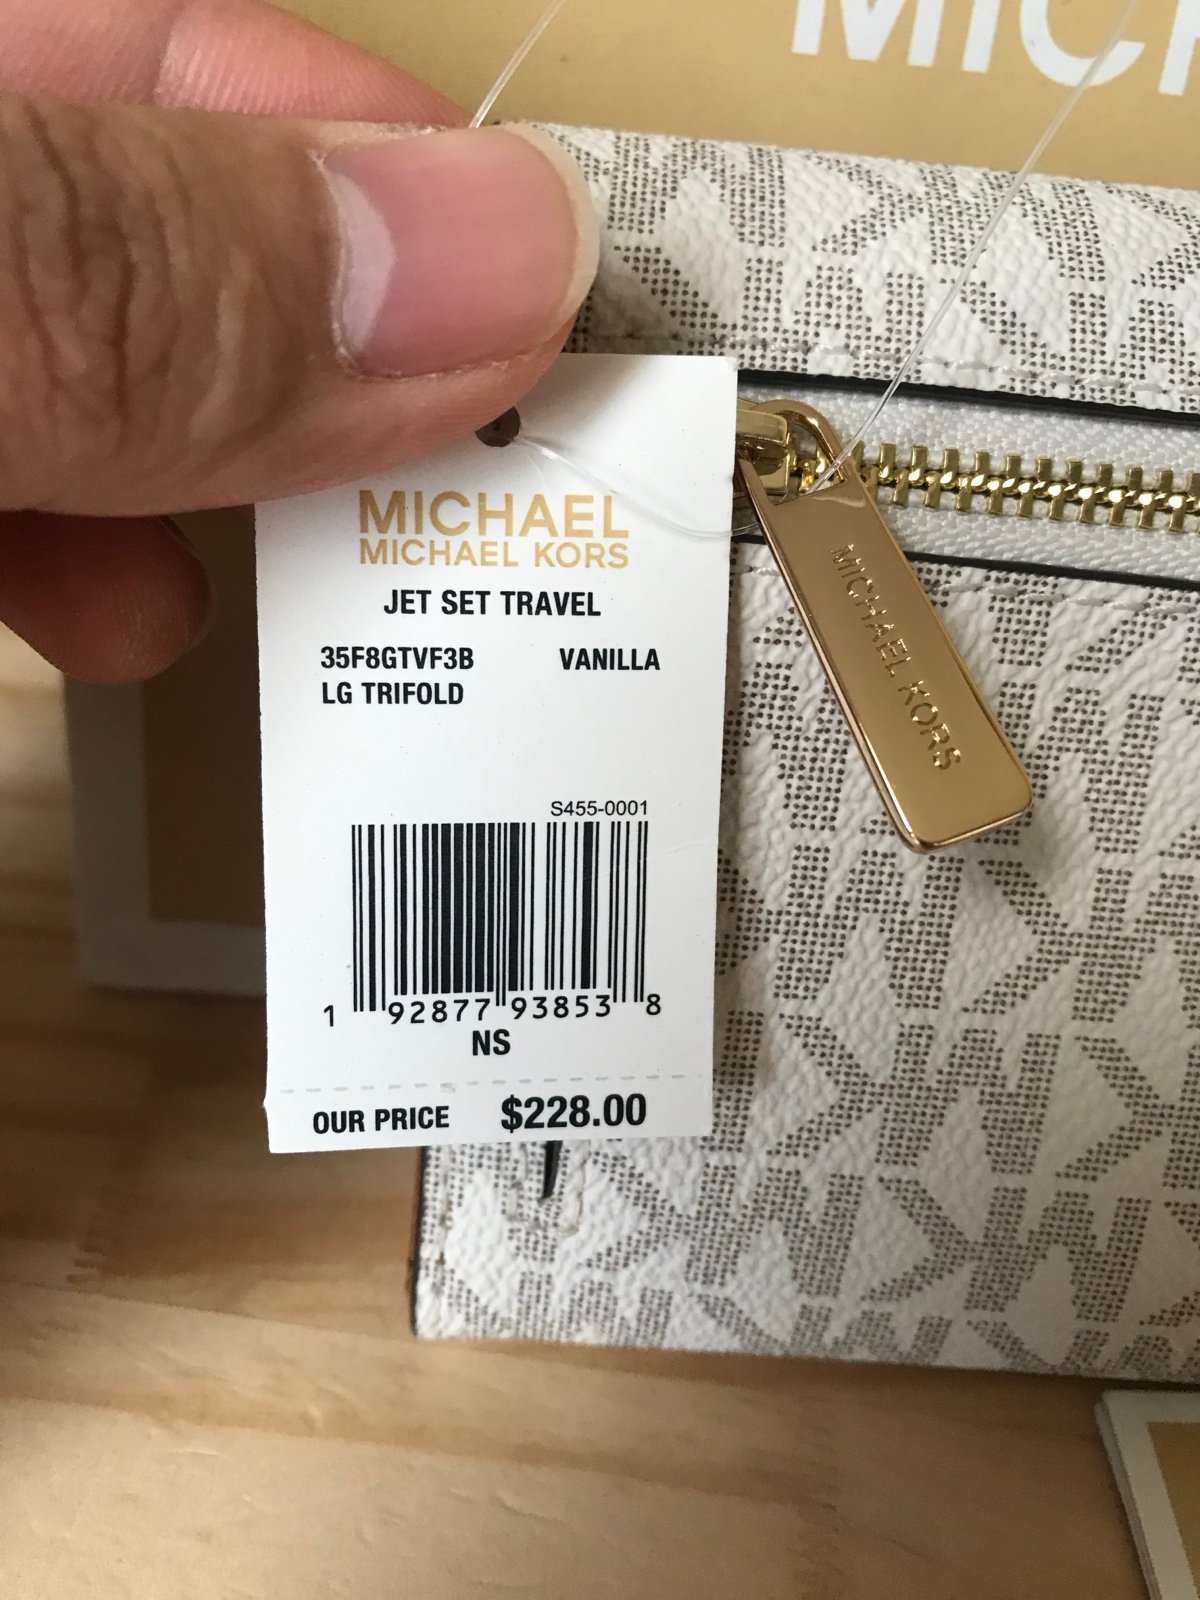 MICH
MICHAEL
MICHAEL KORS
JET SET TRAVEL
35F8GTVF3B VANILLA
LG TRIFOLD
S455-0001
1 92877 93853 8
NS
OUR PRICE $228.00
MICHAEL KORS